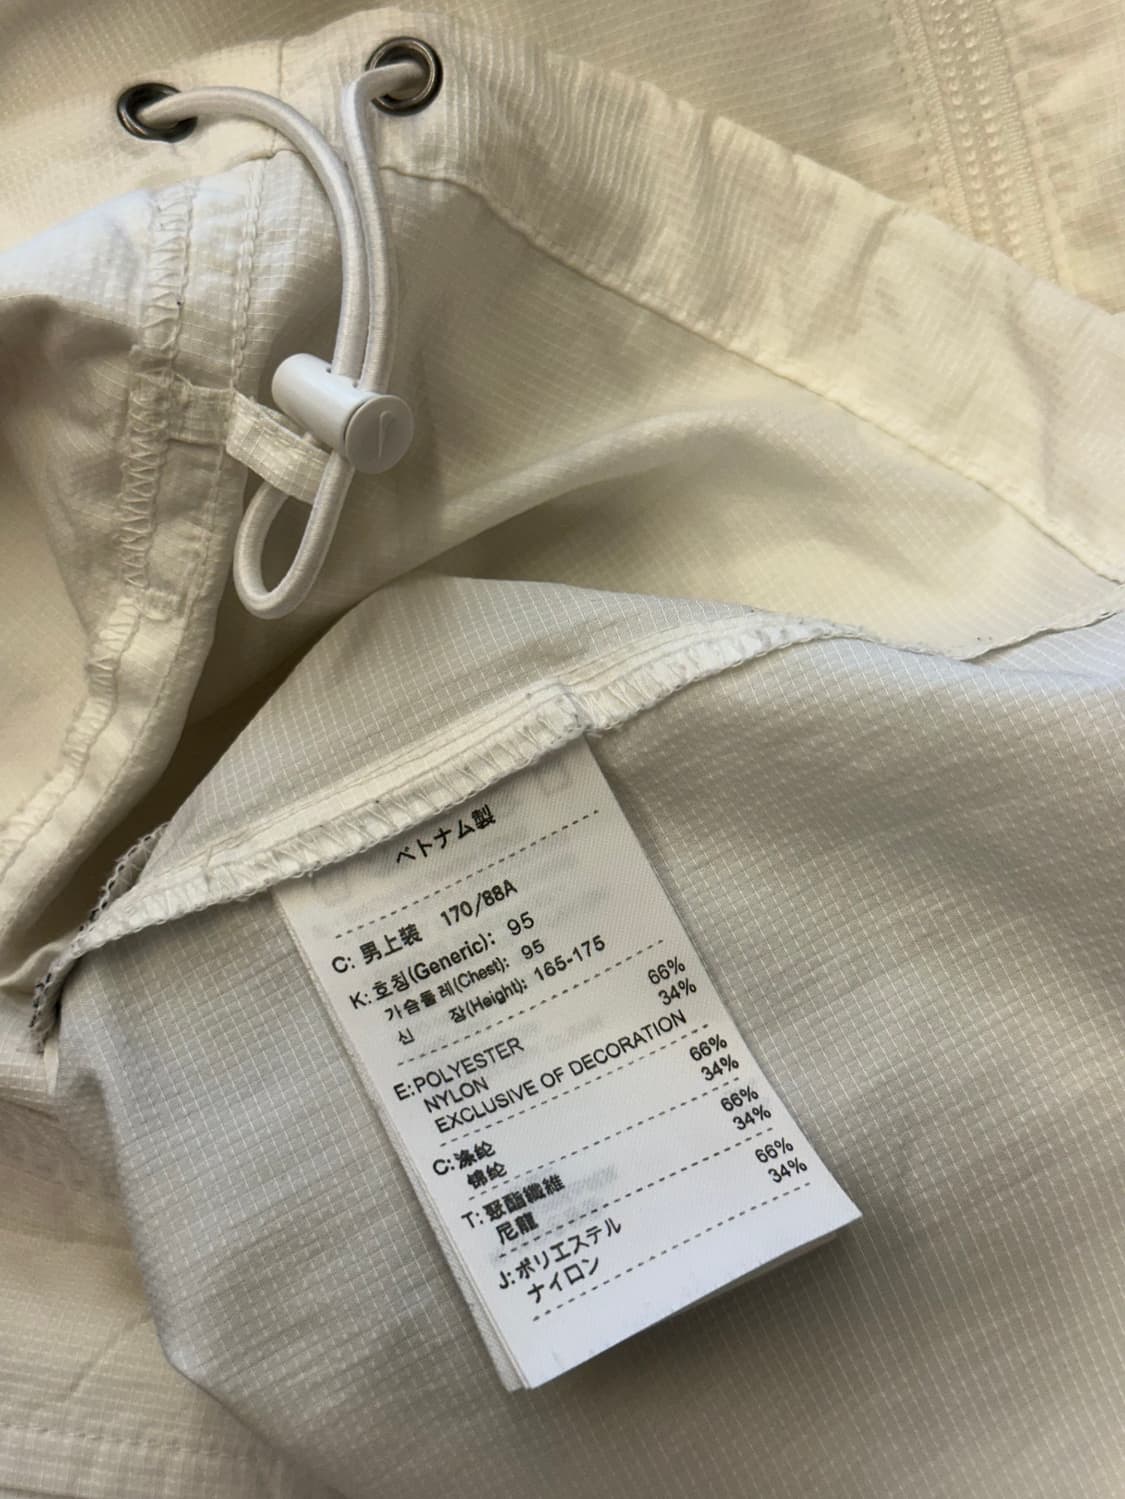 ベトナム製
C: 男上装 170/88A
K: 호칭(Generic): 95
가슴둘레(Chest): 95
신 장(Height): 165-175
E:POLYESTER 66%
NYLON 34%
EXCLUSIVE OF DECORATION
C:涤纶 66%
锦纶 34%
T:聚酯纖維 66%
尼龍 34%
J:ポリエステル 66%
ナイロン 34%